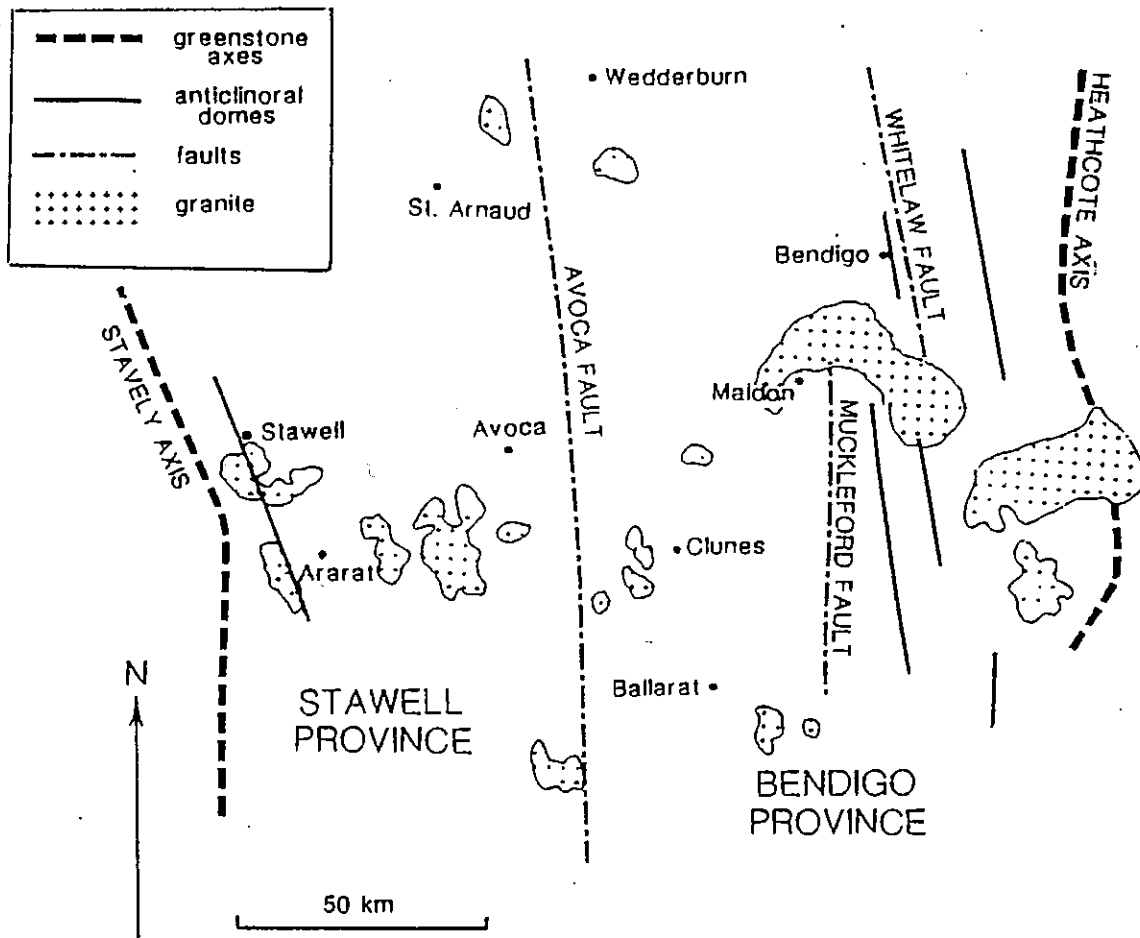 greenstone
axes
anticlinoral
domes
faults
granite
Wedderburn
St. Arnaud
HEATHCOTE AXIS
WHITELAW FAULT
Bendigo
AVOCA FAULT
STAVELY AXIS
Maldon
Stawell
Avoca
MUCKLEFORD FAULT
Clunes
Ararat
N
Ballarat
STAWELL
PROVINCE
BENDIGO
PROVINCE
50 km